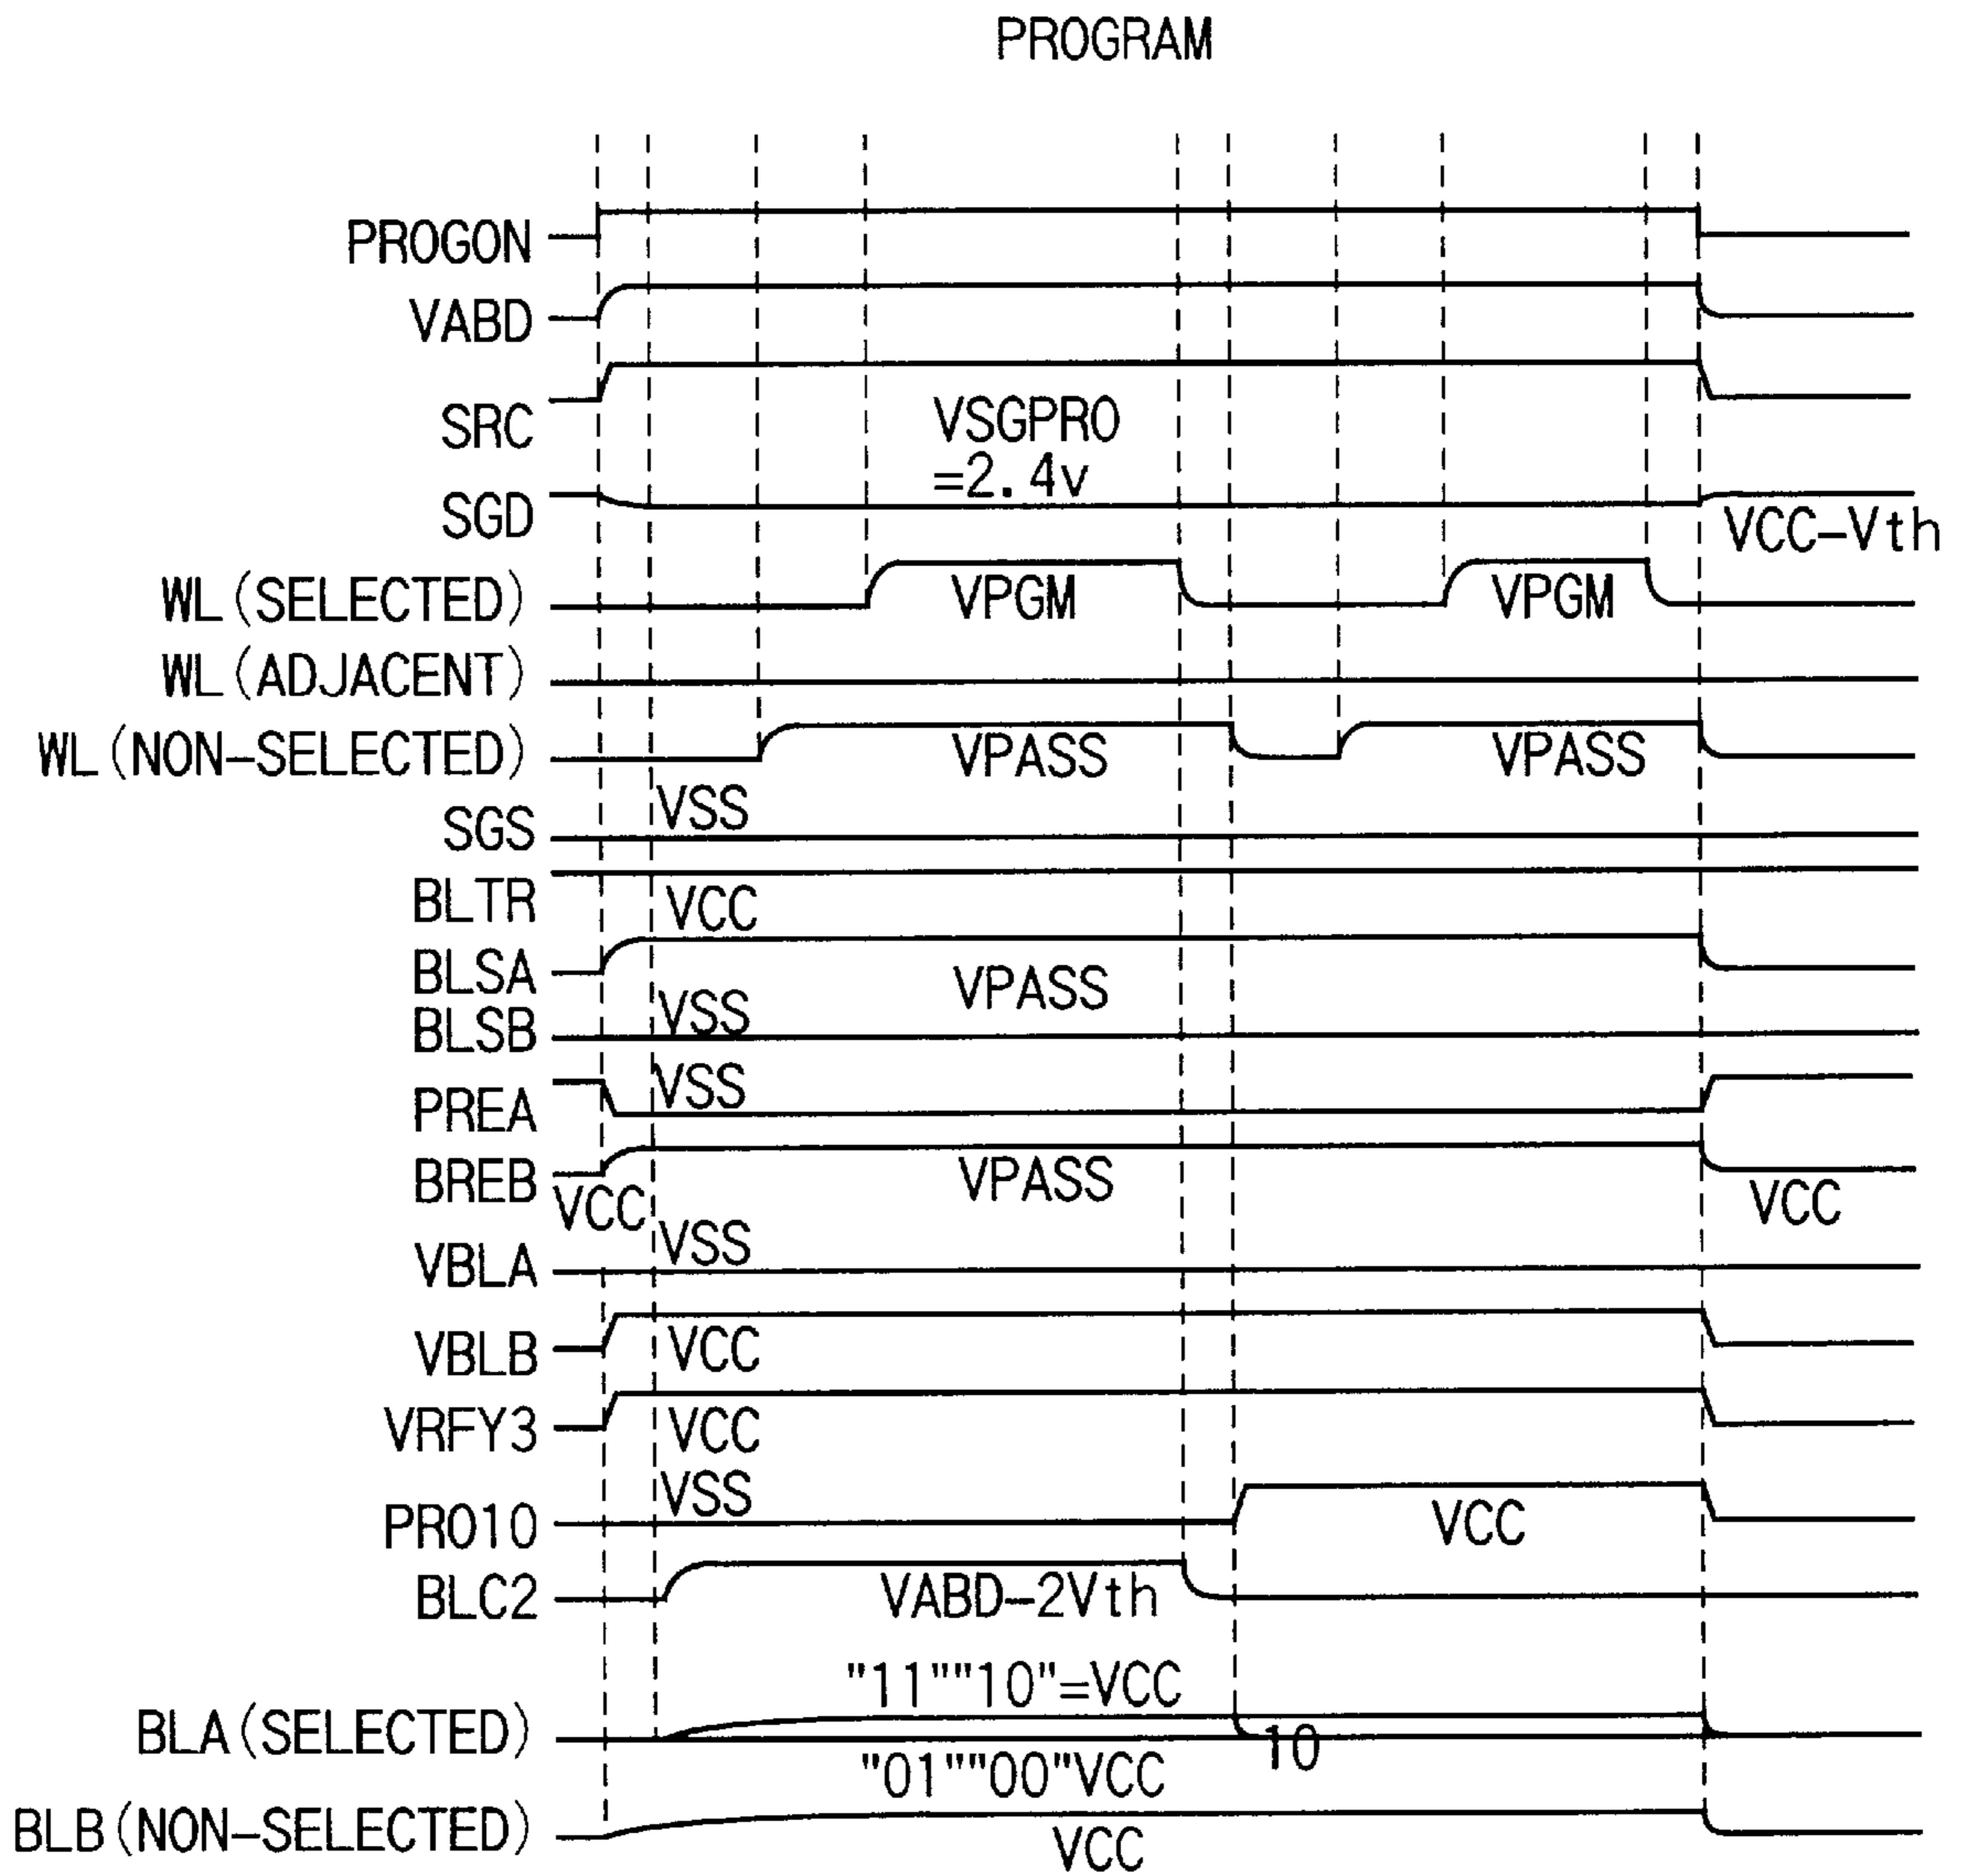 PROGRAM
PROGON
VABD
SRC
VSGPRO
=2.4v
SGD
VCC-Vth
WL(SELECTED)
VPGM
VPGM
WL(ADJACENT)
WL(NON-SELECTED)
VPASS
VPASS
SGS
VSS
BLTR
VCC
BLSA
VPASS
BLSB
VSS
PREA
VSS
BREB
VCC
VPASS
VCC
VBLA
VSS
VBLB
VCC
VRFY3
VCC
PRO10
VSS
VCC
BLC2
VABD-2Vth
"11""10"=VCC
BLA(SELECTED)
10
"01""00"VCC
BLB(NON-SELECTED)
VCC